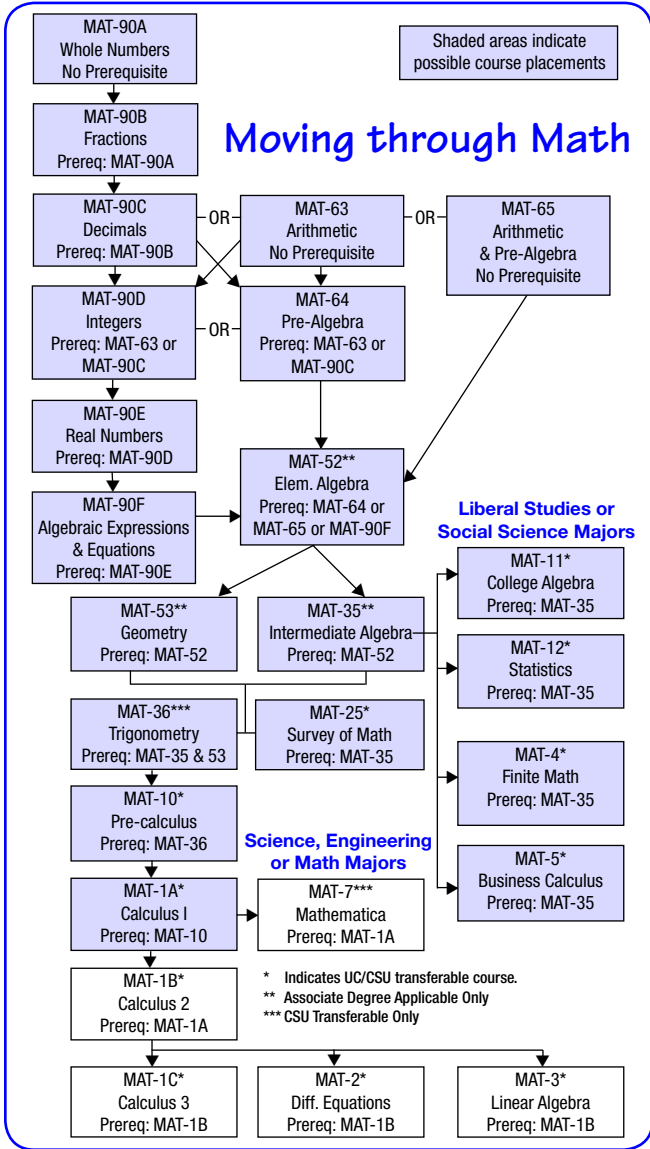 MAT-90A
Whole Numbers
No Prerequisite
Shaded areas indicate
possible course placements
Moving through Math
MAT-90B
Fractions
Prereq: MAT-90A
MAT-90C
Decimals
Prereq: MAT-90B
OR
MAT-63
Arithmetic
No Prerequisite
OR
MAT-65
Arithmetic
& Pre-Algebra
No Prerequisite
MAT-90D
Integers
Prereq: MAT-63 or
MAT-90C
OR
MAT-64
Pre-Algebra
Prereq: MAT-63 or
MAT-90C
MAT-90E
Real Numbers
Prereq: MAT-90D
MAT-90F
Algebraic Expressions
& Equations
Prereq: MAT-90E
MAT-52**
Elem. Algebra
Prereq: MAT-64 or
MAT-65 or MAT-90F
Liberal Studies or
Social Science Majors
MAT-11*
College Algebra
Prereq: MAT-35
MAT-53**
Geometry
Prereq: MAT-52
MAT-35**
Intermediate Algebra
Prereq: MAT-52
MAT-12*
Statistics
Prereq: MAT-35
MAT-36***
Trigonometry
Prereq: MAT-35 & 53
MAT-25*
Survey of Math
Prereq: MAT-35
MAT-4*
Finite Math
Prereq: MAT-35
MAT-10*
Pre-calculus
Prereq: MAT-36
Science, Engineering
or Math Majors
MAT-5*
Business Calculus
Prereq: MAT-35
MAT-1A*
Calculus I
Prereq: MAT-10
MAT-7***
Mathematica
Prereq: MAT-1A
MAT-1B*
Calculus 2
Prereq: MAT-1A
* Indicates UC/CSU transferable course.
** Associate Degree Applicable Only
*** CSU Transferable Only
MAT-1C*
Calculus 3
Prereq: MAT-1B
MAT-2*
Diff. Equations
Prereq: MAT-1B
MAT-3*
Linear Algebra
Prereq: MAT-1B